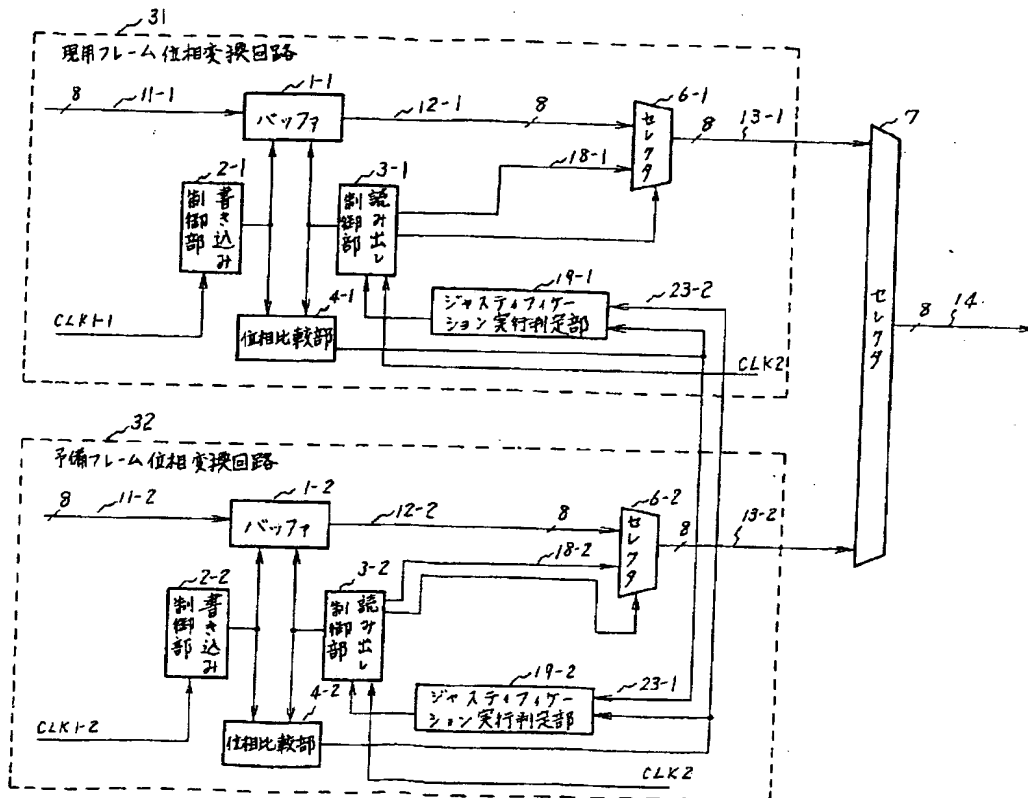 31
現用フレーム位相変換回路
8
11-1
1-1
バッファ
12-1
8
6-1
セレクタ
8
13-1
7
セレクタ
2-1
書き込み
制御部
3-1
読み出し
制御部
18-1
19-1
ジャスティフィケー
ション実行判定部
23-2
8
14
CLK1-1
4-1
位相比較部
CLK2
32
予備フレーム位相変換回路
8
11-2
1-2
バッファ
12-2
8
6-2
セレクタ
8
13-2
2-2
書き込み
制御部
3-2
読み出し
制御部
18-2
19-2
ジャスティフィケー
ション実行判定部
23-1
CLK1-2
4-2
位相比較部
CLK2